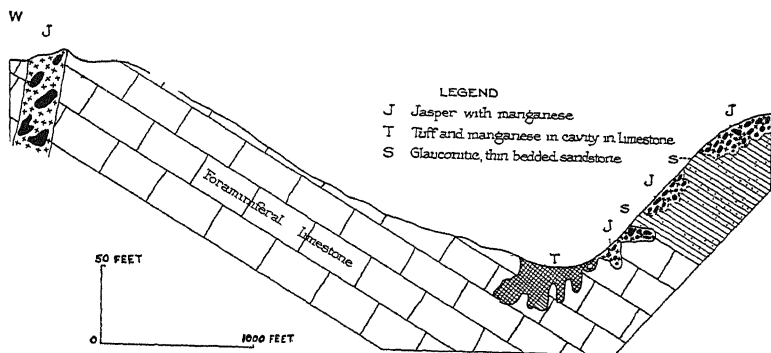 W
J
LEGEND
J Jasper with manganese
T Tuff and manganese in cavity in limestone
S Glauconitic, thin bedded sandstone
J
S
J
S
J
T
Foraminiferal limestone
50 FEET
0
1000 FEET